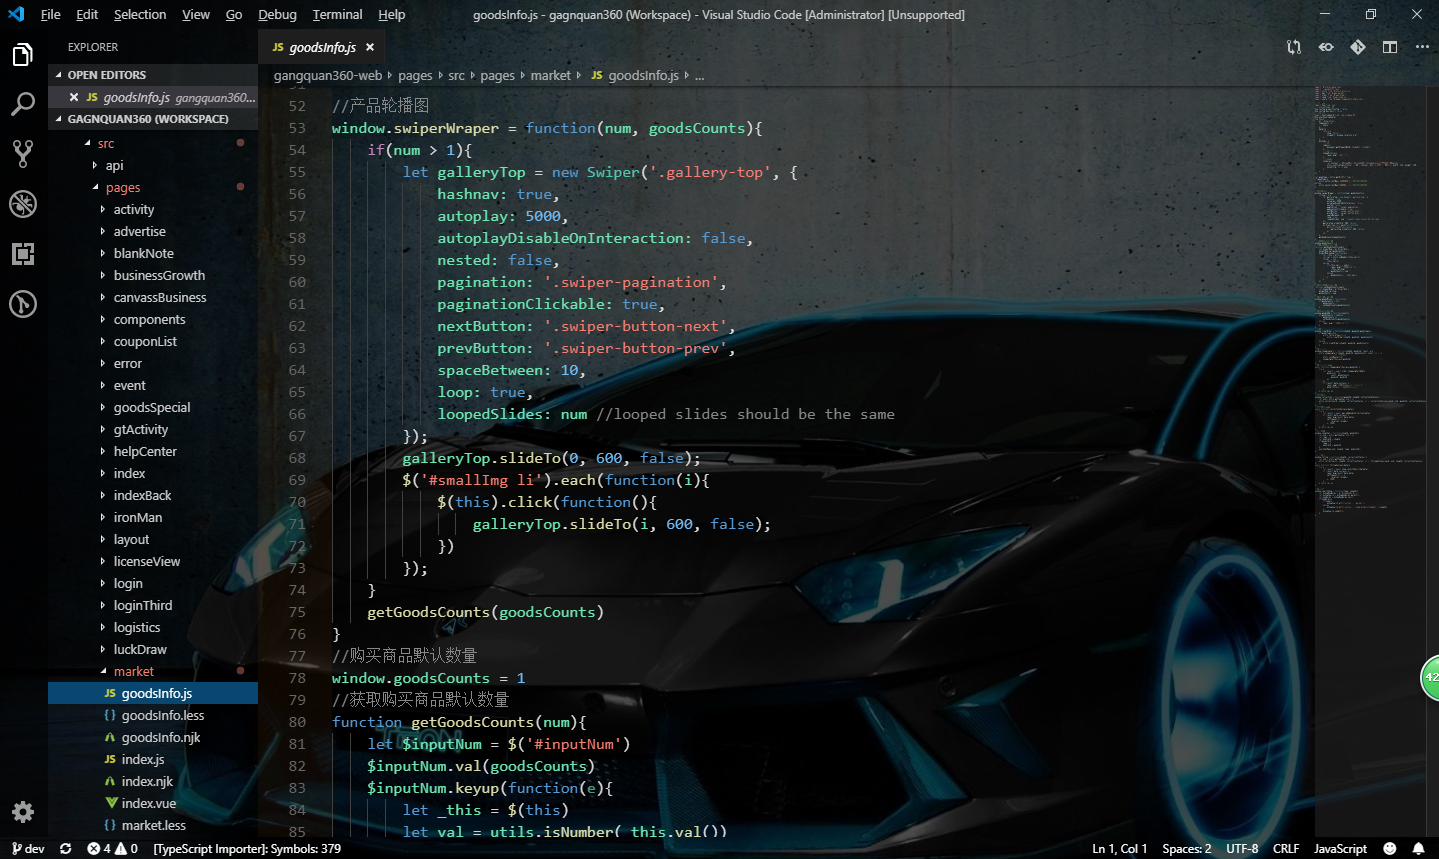 File Edit Selection View Go Debug Terminal Help
goodsInfo.js - gagnquan360 (Workspace) - Visual Studio Code [Administrator] [Unsupported]
EXPLORER
OPEN EDITORS
JS goodsInfo.js gangquan360...
GAGNQUAN360 (WORKSPACE)
src
api
pages
activity
advertise
blankNote
businessGrowth
canvassBusiness
components
couponList
error
event
goodsSpecial
gtActivity
helpCenter
index
indexBack
ironMan
layout
licenseView
login
loginThird
logistics
luckDraw
market
JS goodsInfo.js
{} goodsInfo.less
goodsInfo.njk
JS index.js
index.njk
index.vue
{} market.less
JS goodsInfo.js ×
gangquan360-web › pages › src › pages › market › JS goodsInfo.js › ...
52 //产品轮播图
53 window.swiperWraper = function(num, goodsCounts){
54 if(num > 1){
55 let galleryTop = new Swiper('.gallery-top', {
56 hashnav: true,
57 autoplay: 5000,
58 autoplayDisableOnInteraction: false,
59 nested: false,
60 pagination: '.swiper-pagination',
61 paginationClickable: true,
62 nextButton: '.swiper-button-next',
63 prevButton: '.swiper-button-prev',
64 spaceBetween: 10,
65 loop: true,
66 loopedSlides: num //looped slides should be the same
67 });
68 galleryTop.slideTo(0, 600, false);
69 $('#smallImg li').each(function(i){
70 $(this).click(function(){
71 galleryTop.slideTo(i, 600, false);
72 })
73 });
74 }
75 getGoodsCounts(goodsCounts)
76 }
77 //购买商品默认数量
78 window.goodsCounts = 1
79 //获取购买商品默认数量
80 function getGoodsCounts(num){
81 let $inputNum = $('#inputNum')
82 $inputNum.val(goodsCounts)
83 $inputNum.keyup(function(e){
84 let _this = $(this)
85 let val = utils.isNumber(_this.val())
42
dev 4 0 [TypeScript Importer]: Symbols: 379
Ln 1, Col 1 Spaces: 2 UTF-8 CRLF JavaScript